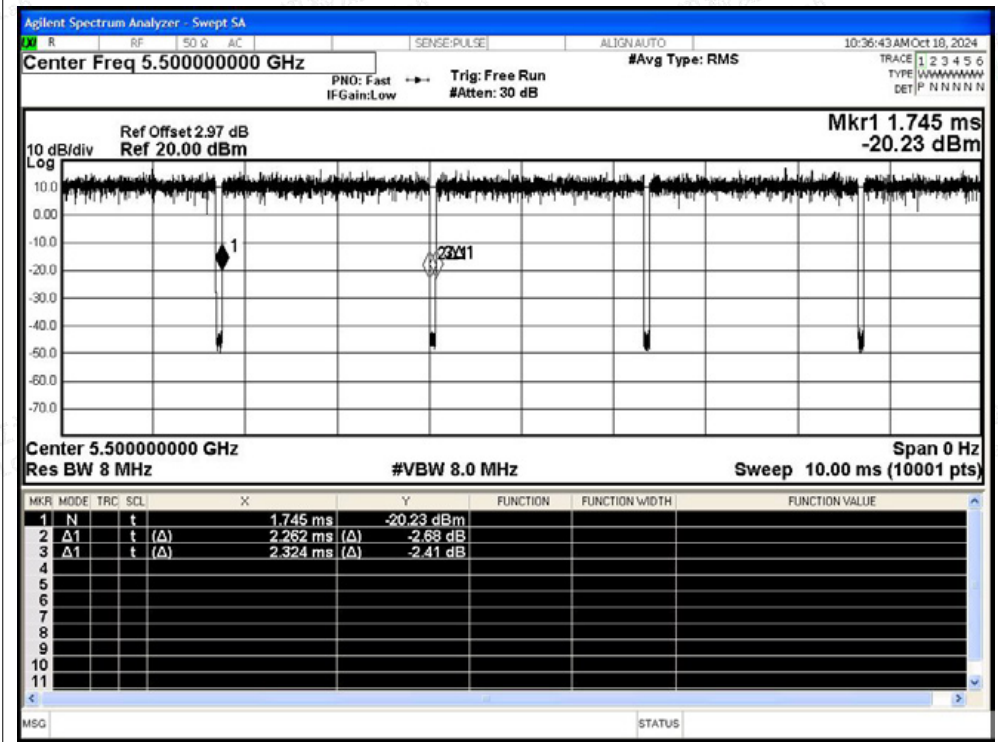 Agilent Spectrum Analyzer - Swept SA
LXI R RF 50 Ω AC SENSE:PULSE ALIGNAUTO 10:36:43 AM Oct 18, 2024
Center Freq 5.500000000 GHz #Avg Type: RMS TRACE 1 2 3 4 5 6
PNO: Fast Trig: Free Run TYPE WWWWWW
IFGain:Low #Atten: 30 dB DET P N N N N N
Ref Offset 2.97 dB Mkr1 1.745 ms
10 dB/div Ref 20.00 dBm -20.23 dBm
Log
10.0
0.00
-10.0
1
-20.0
-30.0
-40.0
-50.0
-60.0
-70.0
Center 5.500000000 GHz Span 0 Hz
Res BW 8 MHz #VBW 8.0 MHz Sweep 10.00 ms (10001 pts)
MKR MODE TRC SCL X Y FUNCTION FUNCTION WIDTH FUNCTION VALUE
1 N t 1.745 ms -20.23 dBm
2 Δ1 t (Δ) 2.262 ms (Δ) -2.68 dB
3 Δ1 t (Δ) 2.324 ms (Δ) -2.41 dB
4
5
6
7
8
9
10
11
MSG STATUS